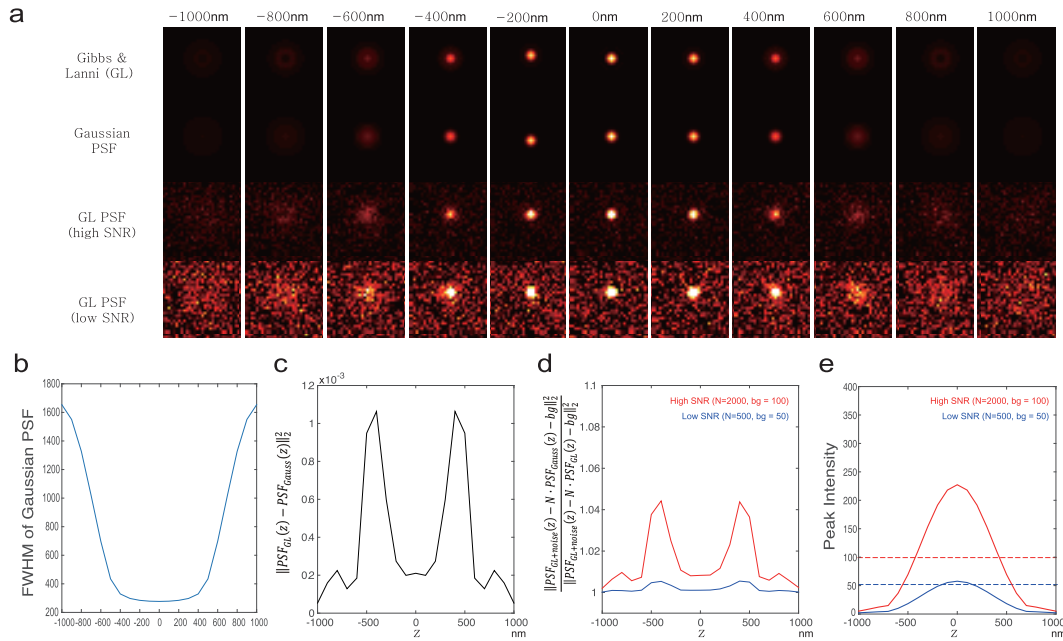 a
−1000nm −800nm −600nm −400nm −200nm 0nm 200nm 400nm 600nm 800nm 1000nm
Gibbs &
Lanni (GL)
Gaussian
PSF
GL PSF
(high SNR)
GL PSF
(low SNR)
b
FWHM of Gaussian PSF
1800
1600
1400
1200
1000
800
600
400
200
-1000 -800 -600 -400 -200 0 200 400 600 800 1000
c
×10⁻³
‖PSF_GL(z) − PSF_Gauss(z)‖₂²
1.2
1
0.8
0.6
0.4
02
0
-1000 -500 0 500 1000
z nm
d
‖PSF_GL+noise(z) − N · PSF_Gauss(z) − bg‖₂²
‖PSF_GL+noise(z) − N · PSF_GL(z) − bg‖₂²
High SNR (N=2000, bg = 100)
Low SNR (N=500, bg = 50)
1.1
1.08
1.06
1.04
1.02
1
-1000 -500 0 500 1000
z nm
e
Peak Intensity
High SNR (N=2000, bg = 100)
Low SNR (N=500, bg = 50)
400
350
300
250
200
150
100
50
0
-1000 -500 0 500 1000
z nm